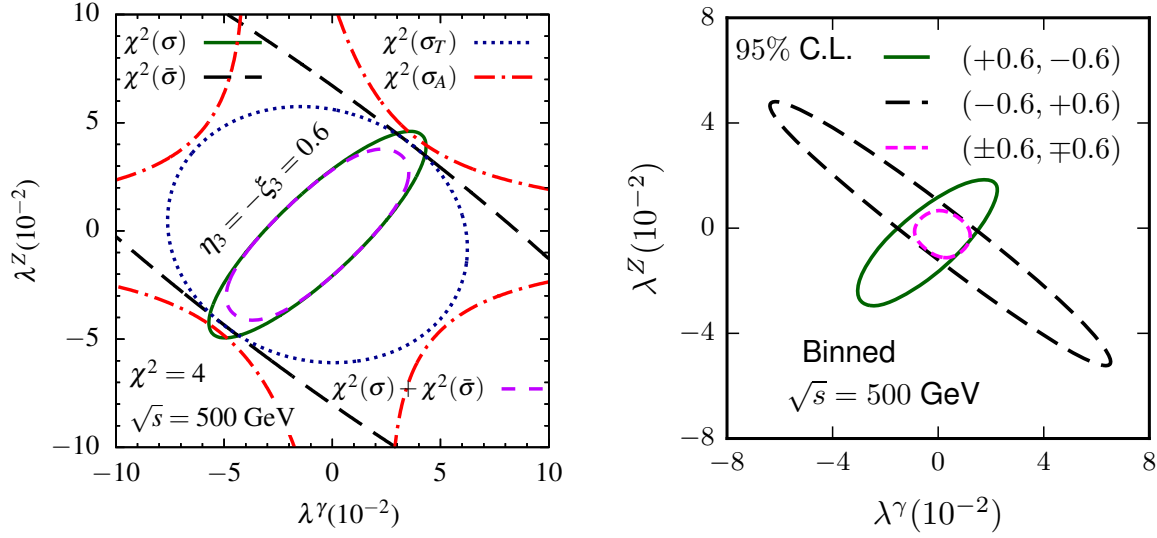 χ²(σ)
χ²(σ_T)
χ²(σ̄)
χ²(σ_A)
η₃ = −ξ₃ = 0.6
χ² = 4
√s = 500 GeV
χ²(σ) + χ²(σ̄)
10
5
0
−5
−10
λ^Z(10⁻²)
−10
−5
0
5
10
λ^γ(10⁻²)
95% C.L.
(+0.6, −0.6)
(−0.6, +0.6)
(±0.6, ∓0.6)
Binned
√s = 500 GeV
8
4
0
−4
−8
λ^Z(10⁻²)
−8
−4
0
4
8
λ^γ(10⁻²)